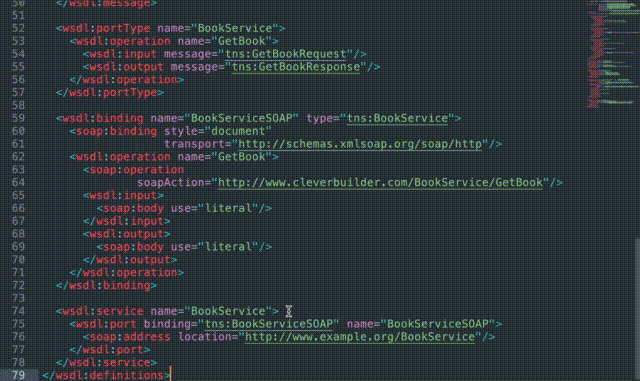 50 </wsdl:message>
51
52 <wsdl:portType name="BookService">
53 <wsdl:operation name="GetBook">
54 <wsdl:input message="tns:GetBookRequest"/>
55 <wsdl:output message="tns:GetBookResponse"/>
56 </wsdl:operation>
57 </wsdl:portType>
58
59 <wsdl:binding name="BookServiceSOAP" type="tns:BookService">
60 <soap:binding style="document"
61 transport="http://schemas.xmlsoap.org/soap/http"/>
62 <wsdl:operation name="GetBook">
63 <soap:operation
64 soapAction="http://www.cleverbuilder.com/BookService/GetBook"/>
65 <wsdl:input>
66 <soap:body use="literal"/>
67 </wsdl:input>
68 <wsdl:output>
69 <soap:body use="literal"/>
70 </wsdl:output>
71 </wsdl:operation>
72 </wsdl:binding>
73
74 <wsdl:service name="BookService">
75 <wsdl:port binding="tns:BookServiceSOAP" name="BookServiceSOAP">
76 <soap:address location="http://www.example.org/BookService"/>
77 </wsdl:port>
78 </wsdl:service>
79 </wsdl:definitions>